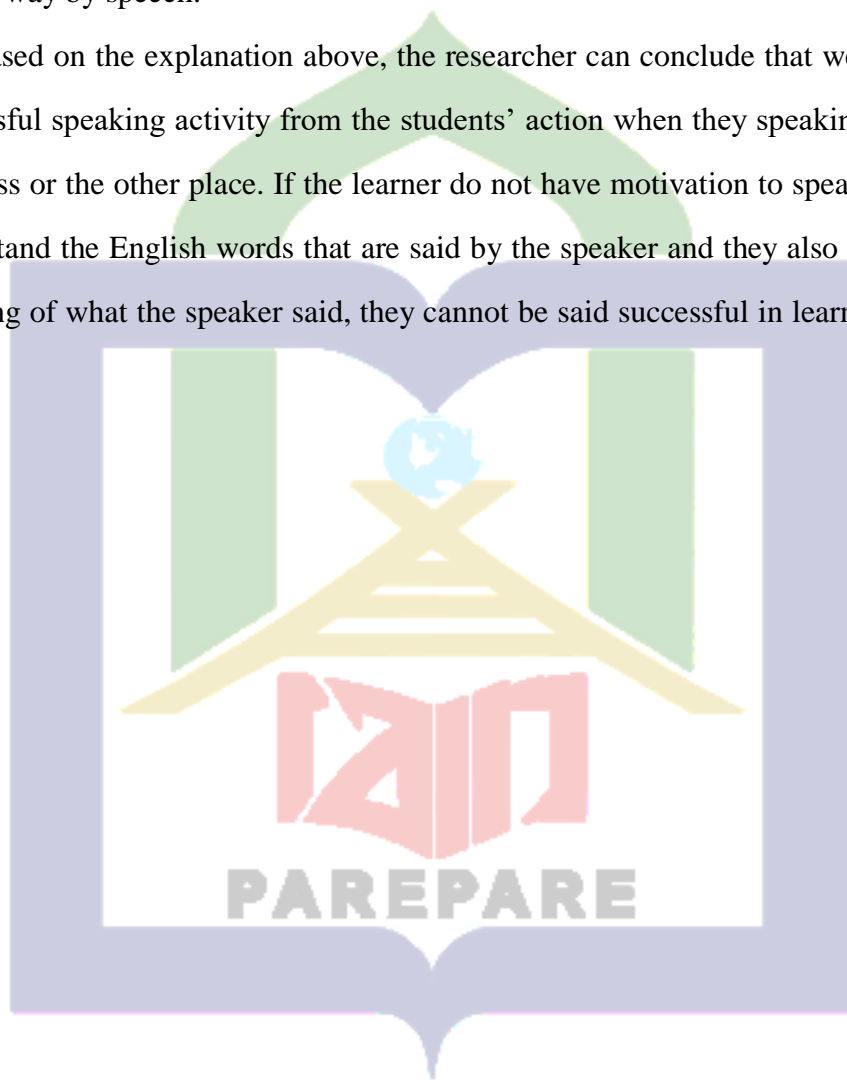 way by speech.
ased on the explanation above, the researcher can conclude that we
sful speaking activity from the students’ action when they speakin
ss or the other place. If the learner do not have motivation to spea
tand the English words that are said by the speaker and they also
ng of what the speaker said, they cannot be said successful in learn
IAIN
PAREPARE